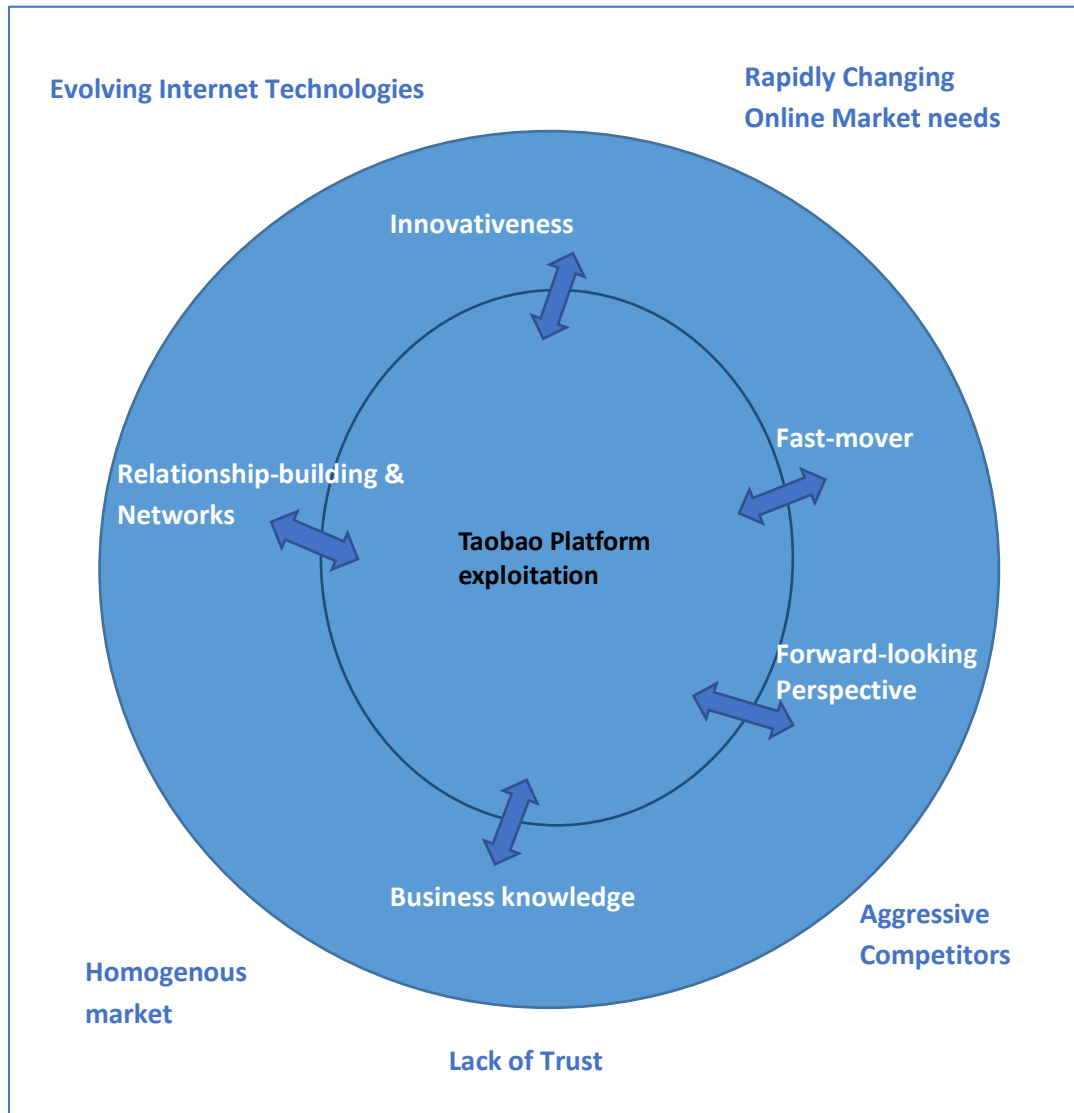 Evolving Internet Technologies
Rapidly Changing
Online Market needs
Innovativeness
Fast-mover
Relationship-building &
Networks
Taobao Platform
exploitation
Forward-looking
Perspective
Business knowledge
Aggressive
Competitors
Homogenous
market
Lack of Trust